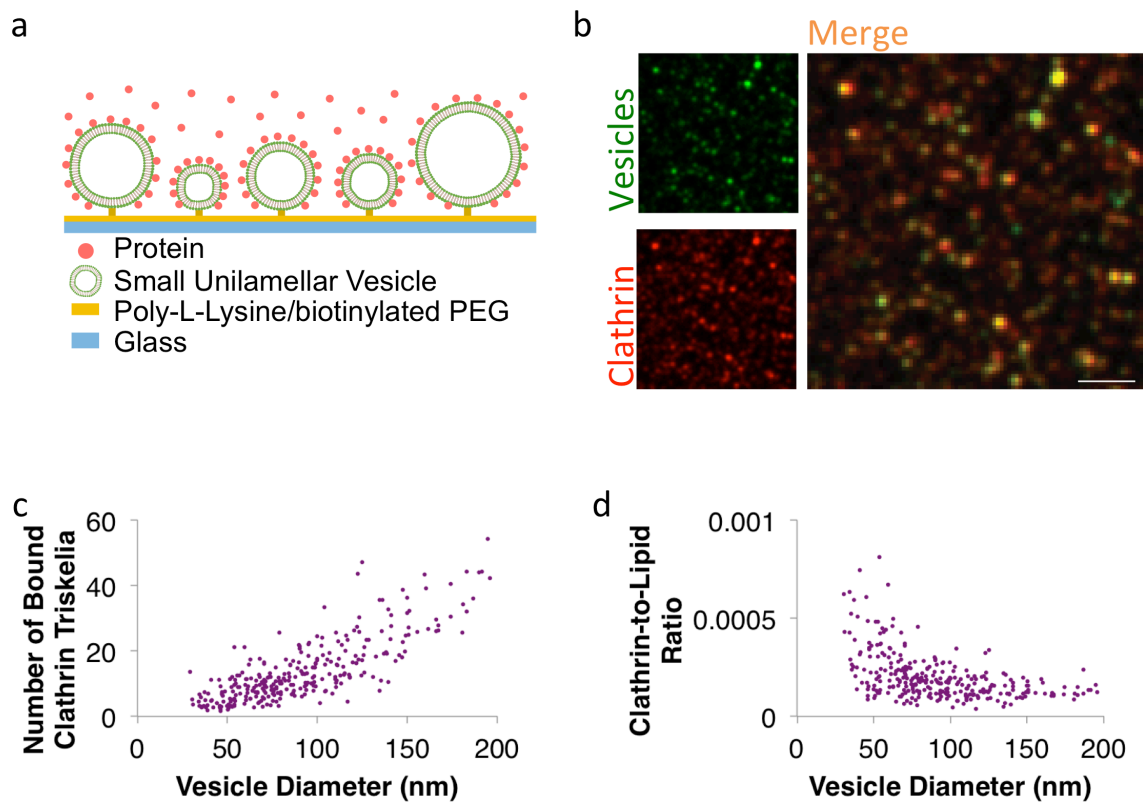 a
Protein
Small Unilamellar Vesicle
Poly-L-Lysine/biotinylated PEG
Glass
b
Vesicles
Clathrin
Merge
c
Number of Bound
Clathrin Triskelia
60
40
20
0
0 50 100 150 200
Vesicle Diameter (nm)
d
Clathrin-to-Lipid
Ratio
0.001
0.0005
0
0 50 100 150 200
Vesicle Diameter (nm)